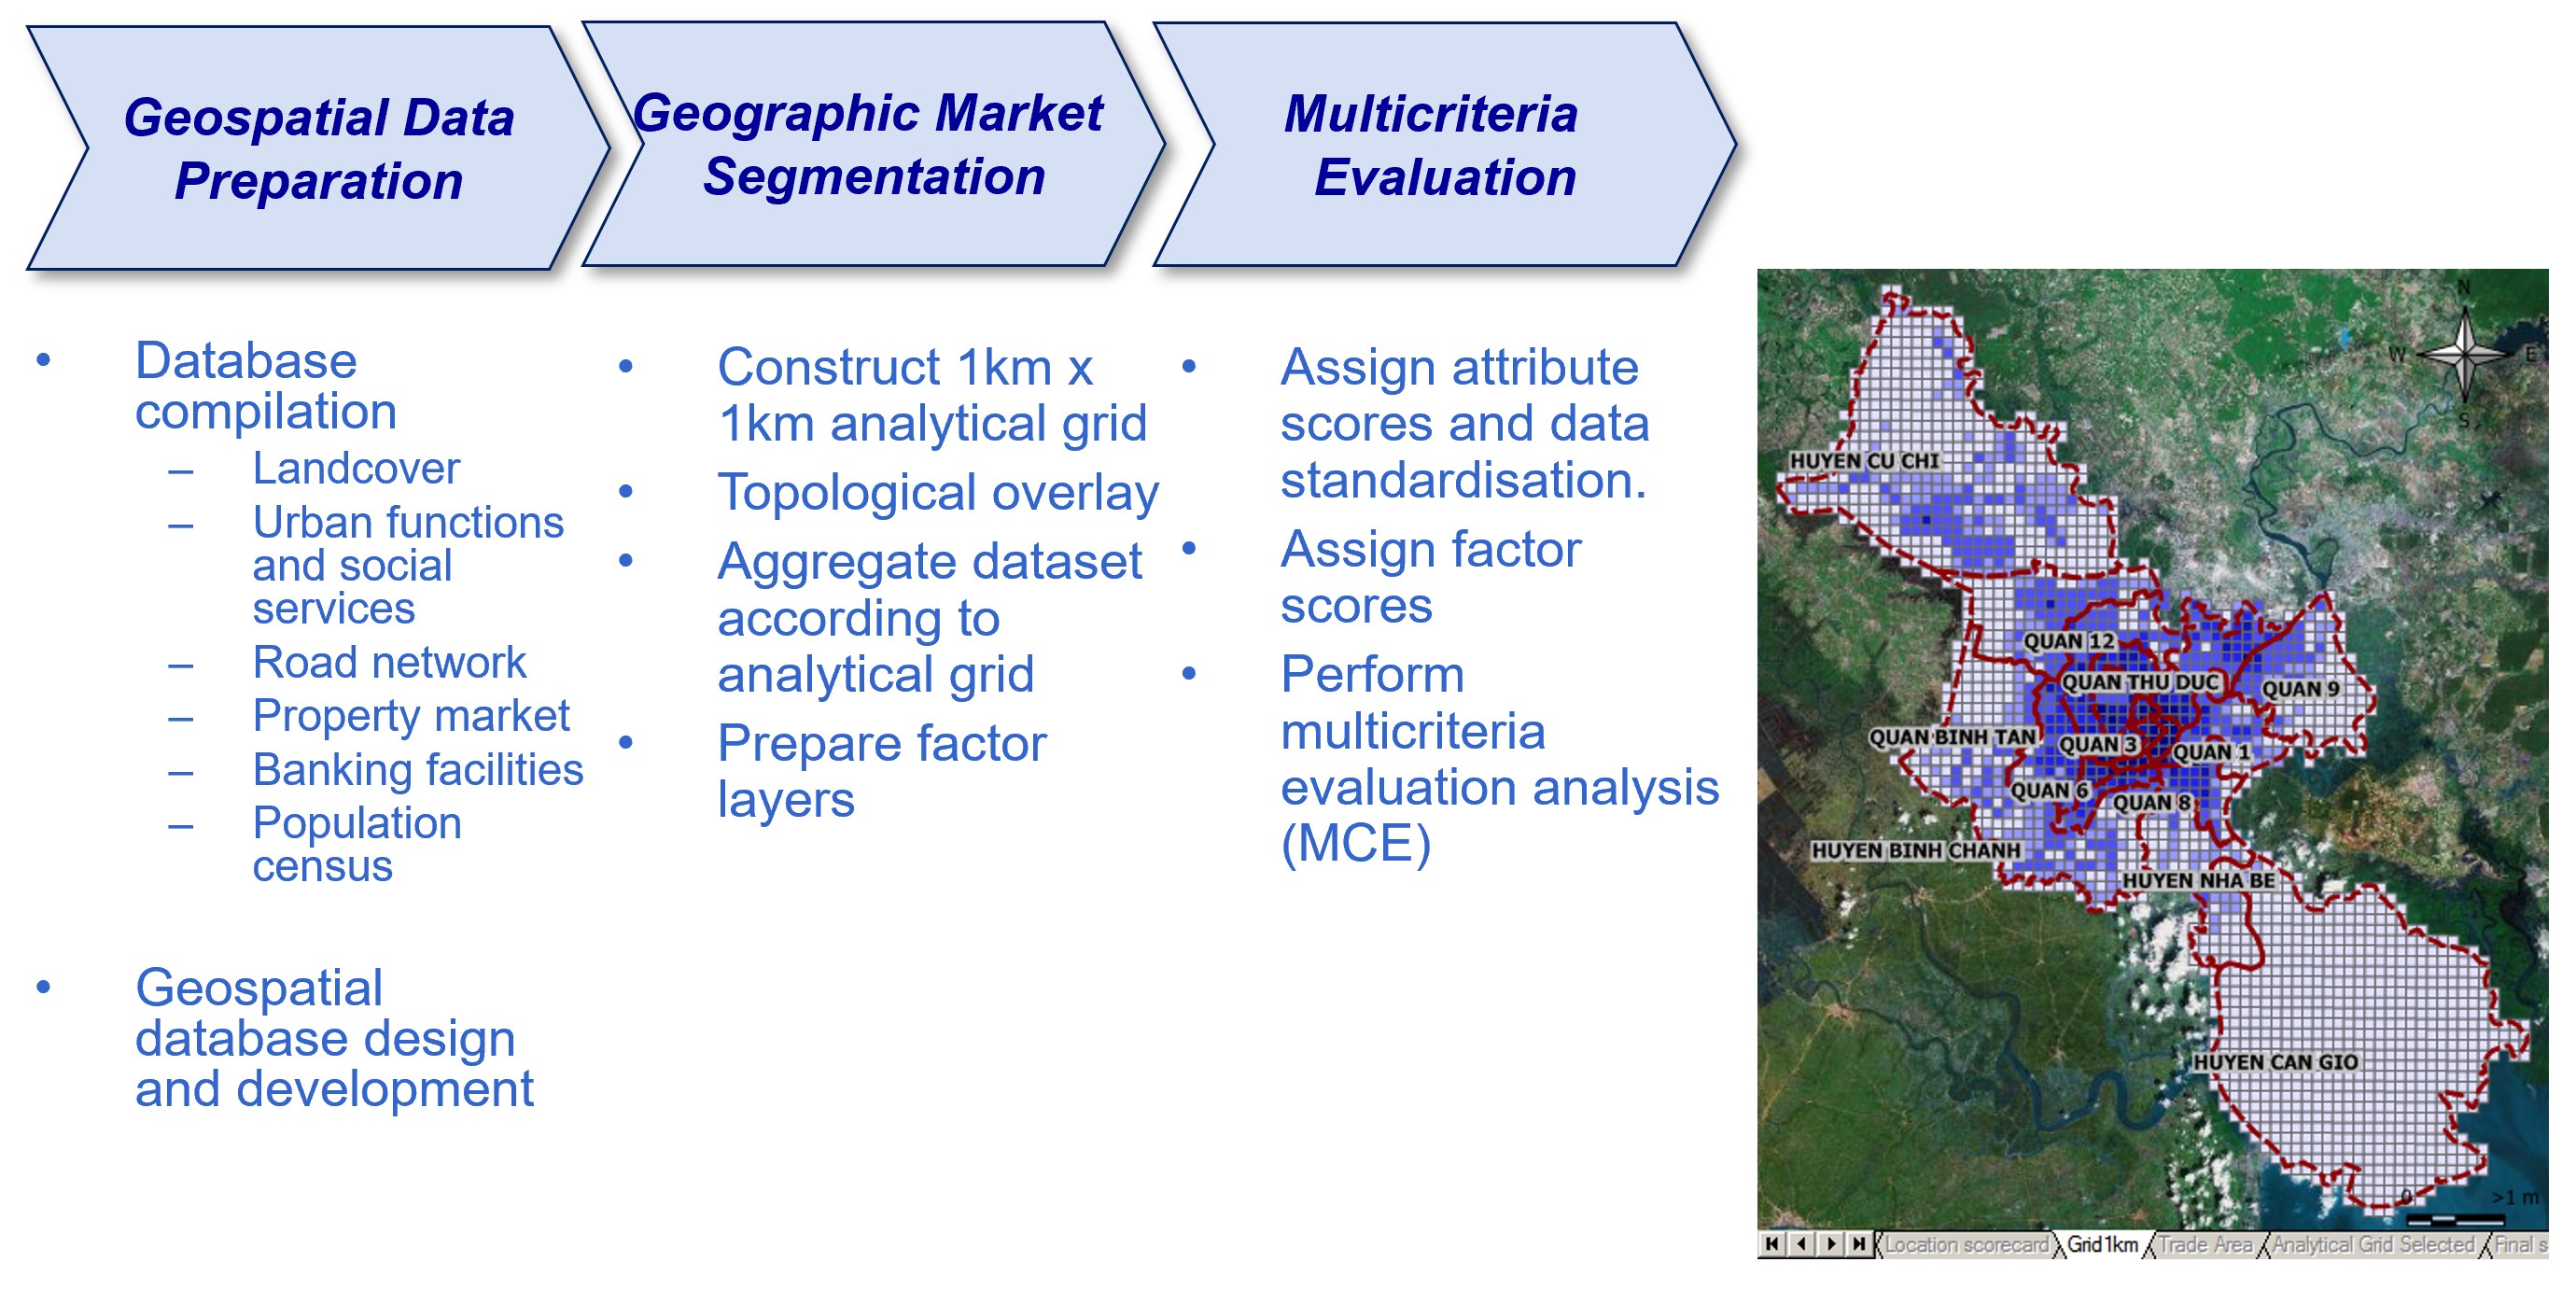 Geospatial Data
Preparation
Geographic Market
Segmentation
Multicriteria
Evaluation
• Database
compilation
– Landcover
– Urban functions
and social
services
– Road network
– Property market
– Banking facilities
– Population
census
• Geospatial
database design
and development
• Construct 1km x
1km analytical grid
• Topological overlay
• Aggregate dataset
according to
analytical grid
• Prepare factor
layers
• Assign attribute
scores and data
standardisation.
• Assign factor
scores
• Perform
multicriteria
evaluation analysis
(MCE)
N
W E
S
HUYEN CU CHI
QUAN 12
QUAN THU DUC
QUAN 9
QUAN BINH TAN
QUAN 3
QUAN 1
QUAN 6
QUAN 8
HUYEN BINH CHANH
HUYEN NHA BE
HUYEN CAN GIO
0 >1 m
Location scorecard Grid1km Trade Area Analytical Grid Selected Final s